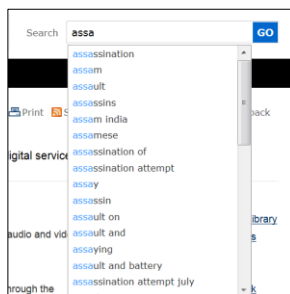 Search assa GO
assassination
assam
assault
assassins
assam india
Print
assamese
igital service
assassination of
assassination attempt
assay
assassin
assault on
ibrary
assault and
audio and vid
s
assaying
assault and battery
hrough the
assassination attempt july
k